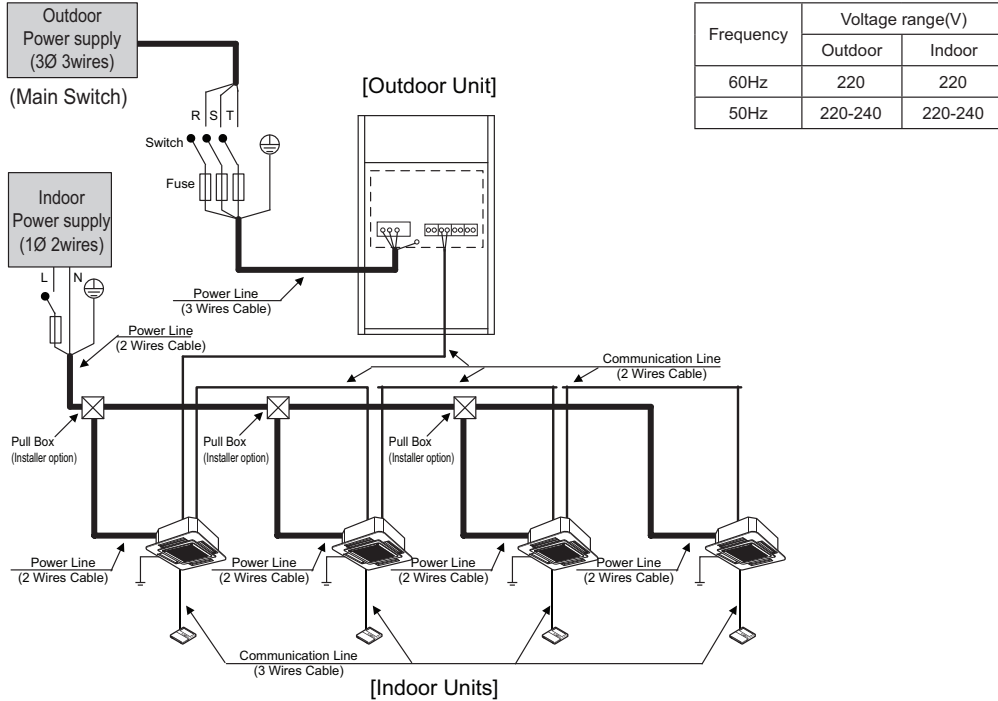 Outdoor
Power supply
(3Ø 3wires)
(Main Switch)
[Outdoor Unit]
Frequency
Voltage range(V)
Outdoor
Indoor
60Hz
220
220
50Hz
220-240
220-240
R S T
Switch
Fuse
Indoor
Power supply
(1Ø 2wires)
L
N
Power Line
(3 Wires Cable)
Power Line
(2 Wires Cable)
Communication Line
(2 Wires Cable)
Pull Box
(Installer option)
Pull Box
(Installer option)
Pull Box
(Installer option)
Power Line
(2 Wires Cable)
Power Line
(2 Wires Cable)
Power Line
(2 Wires Cable)
Power Line
(2 Wires Cable)
Communication Line
(3 Wires Cable)
[Indoor Units]